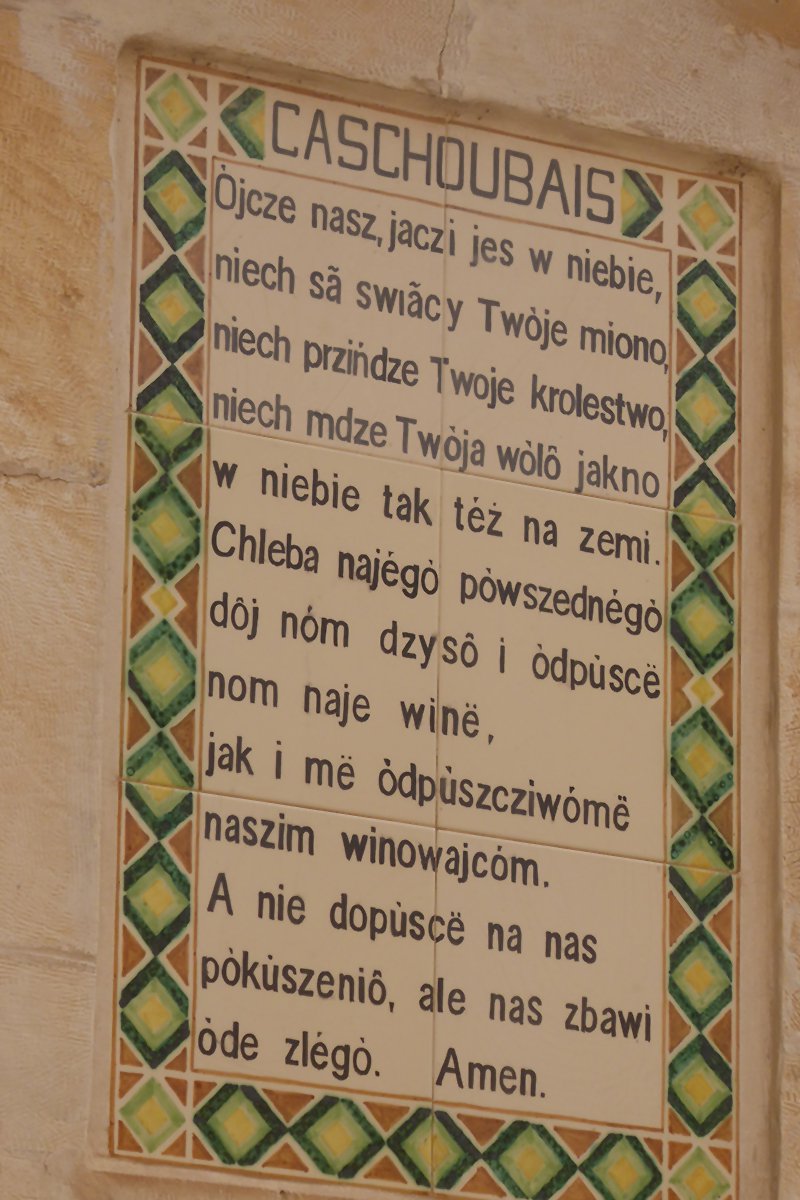 CASCHOUBAIS
Òjcze nasz, jaczi jes w niebie,
niech sã swiãcy Twòje miono,
niech przińdze Twoje krolestwo,
niech mdze Twòja wòlô jakno
w niebie tak téż na zemi.
Chleba najégò pòwszednégò
dôj nóm dzysô i òdpùscë
nom naje winë,
jak i më òdpùszcziwómë
naszim winowajcóm.
A nie dopùscë na nas
pòkùszeniô, ale nas zbawi
òde zlégò. Amen.